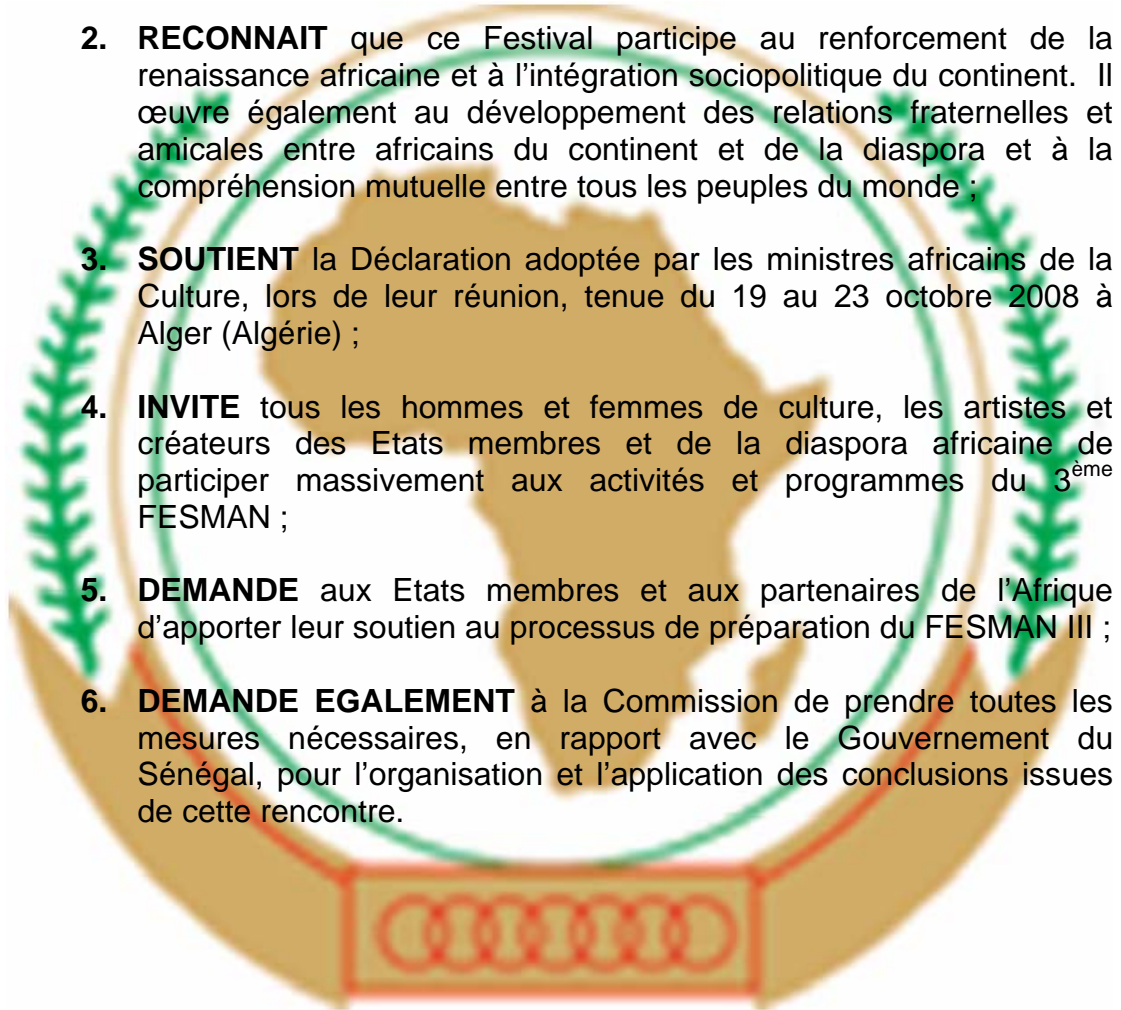 2. RECONNAIT que ce Festival participe au renforcement de la
renaissance africaine et à l’intégration sociopolitique du continent. Il
œuvre également au développement des relations fraternelles et
amicales entre africains du continent et de la diaspora et à la
compréhension mutuelle entre tous les peuples du monde ;
3. SOUTIENT la Déclaration adoptée par les ministres africains de la
Culture, lors de leur réunion, tenue du 19 au 23 octobre 2008 à
Alger (Algérie) ;
4. INVITE tous les hommes et femmes de culture, les artistes et
créateurs des Etats membres et de la diaspora africaine de
participer massivement aux activités et programmes du 3ème
FESMAN ;
5. DEMANDE aux Etats membres et aux partenaires de l’Afrique
d’apporter leur soutien au processus de préparation du FESMAN III ;
6. DEMANDE EGALEMENT à la Commission de prendre toutes les
mesures nécessaires, en rapport avec le Gouvernement du
Sénégal, pour l’organisation et l’application des conclusions issues
de cette rencontre.